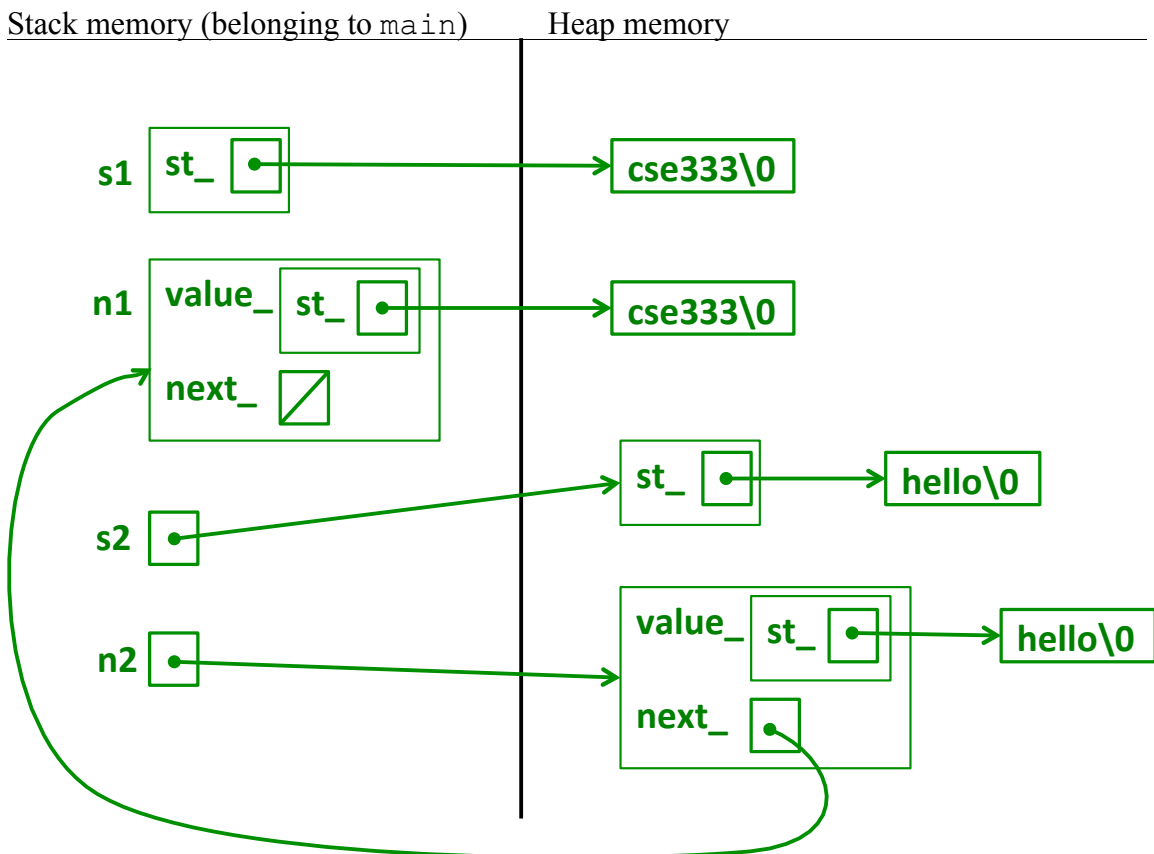 Stack memory (belonging to main) Heap memory
s1 st_ cse333\0
n1 value_ st_ cse333\0
next_
st_ hello\0
s2
value_ st_ hello\0
n2
next_